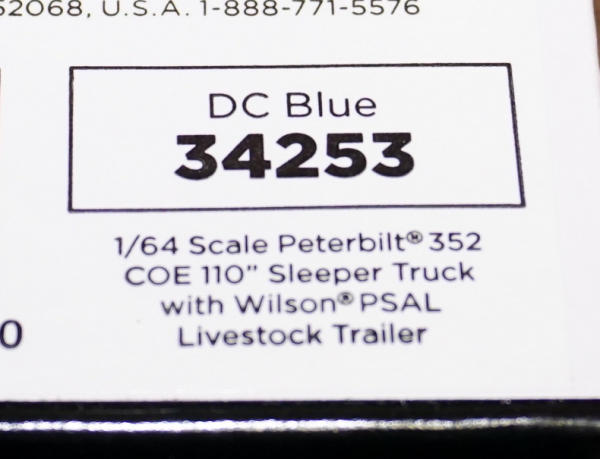 52068, U.S.A. 1-888-771-5576
DC Blue
34253
1/64 Scale Peterbilt® 352
COE 110” Sleeper Truck
with Wilson® PSAL
Livestock Trailer
0